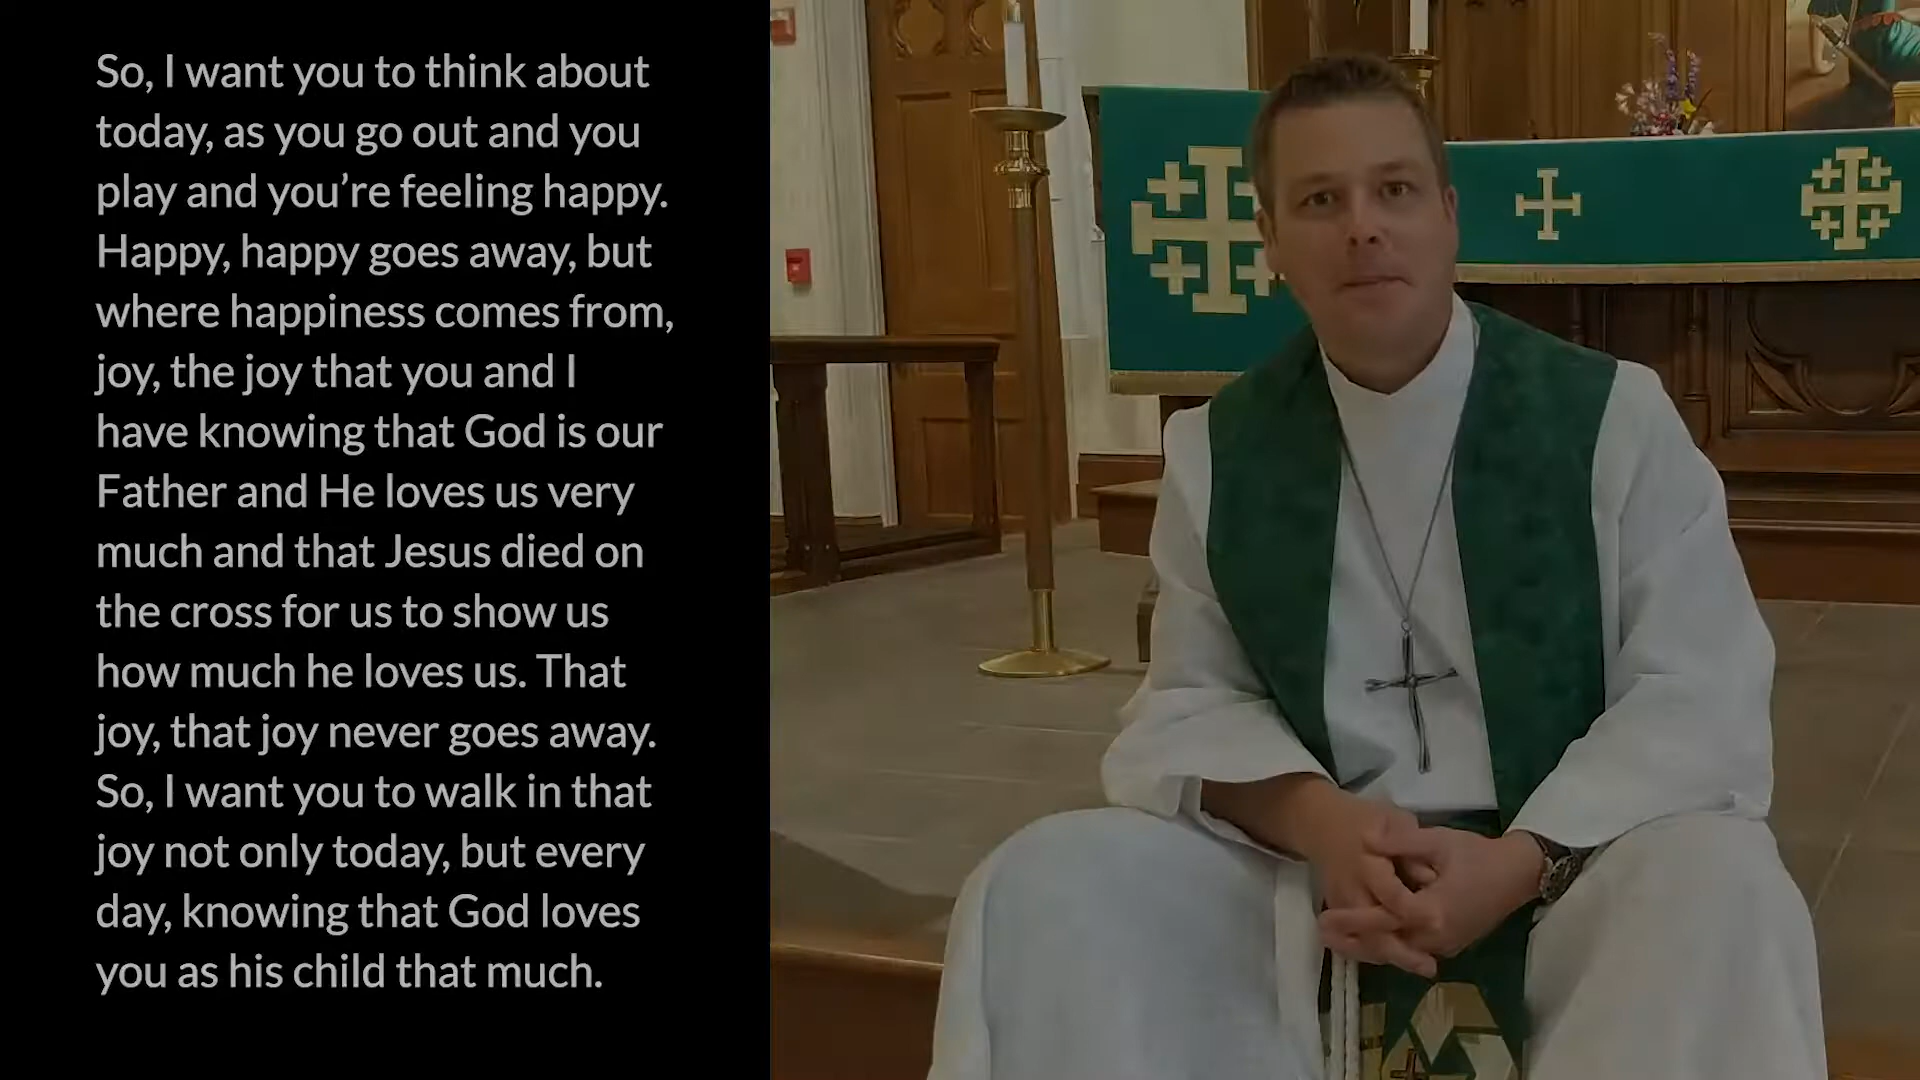 So, I want you to think about
today, as you go out and you
play and you’re feeling happy.
Happy, happy goes away, but
where happiness comes from,
joy, the joy that you and I
have knowing that God is our
Father and He loves us very
much and that Jesus died on
the cross for us to show us
how much he loves us. That
joy, that joy never goes away.
So, I want you to walk in that
joy not only today, but every
day, knowing that God loves
you as his child that much.